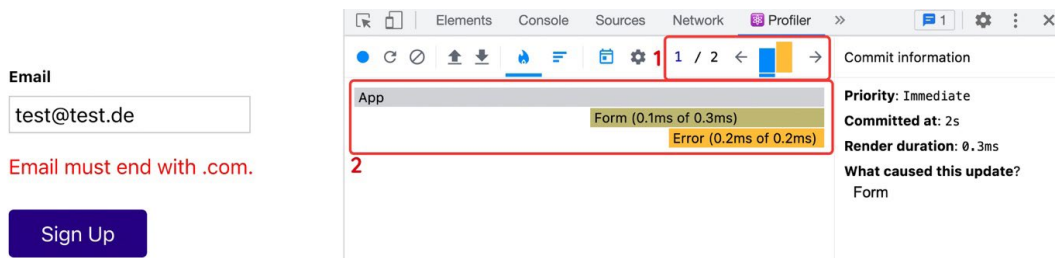 Email
test@test.de
Email must end with .com.
Sign Up
Elements Console Sources Network Profiler » 1
1 1 / 2
App
Form (0.1ms of 0.3ms)
Error (0.2ms of 0.2ms)
2
Commit information
Priority: Immediate
Committed at: 2s
Render duration: 0.3ms
What caused this update?
Form